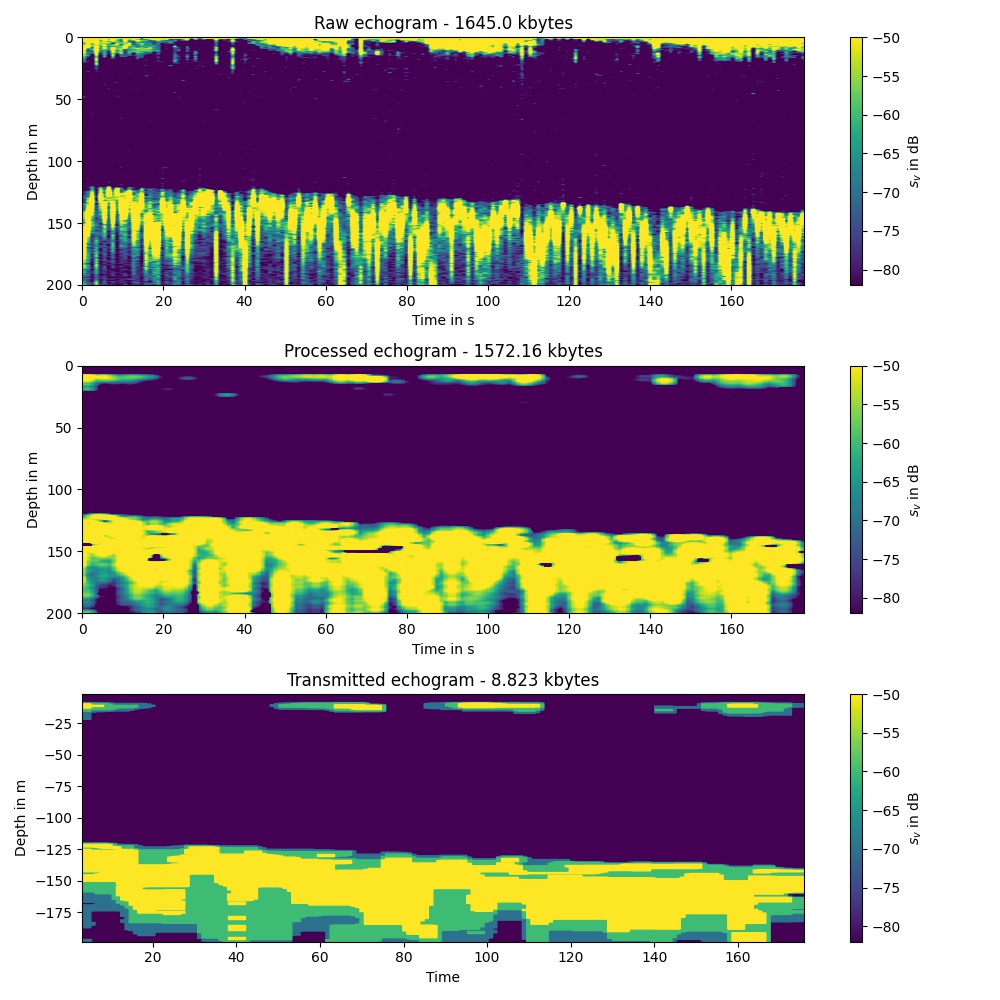 Raw echogram - 1645.0 kbytes
0
50
100
150
200
Depth in m
0 20 40 60 80 100 120 140 160
Time in s
−50
−55
−60
−65
−70
−75
−80
sᵥ in dB
Processed echogram - 1572.16 kbytes
0
50
100
150
200
Depth in m
0 20 40 60 80 100 120 140 160
Time in s
−50
−55
−60
−65
−70
−75
−80
sᵥ in dB
Transmitted echogram - 8.823 kbytes
−25
−50
−75
−100
−125
−150
−175
Depth in m
20 40 60 80 100 120 140 160
Time
−50
−55
−60
−65
−70
−75
−80
sᵥ in dB